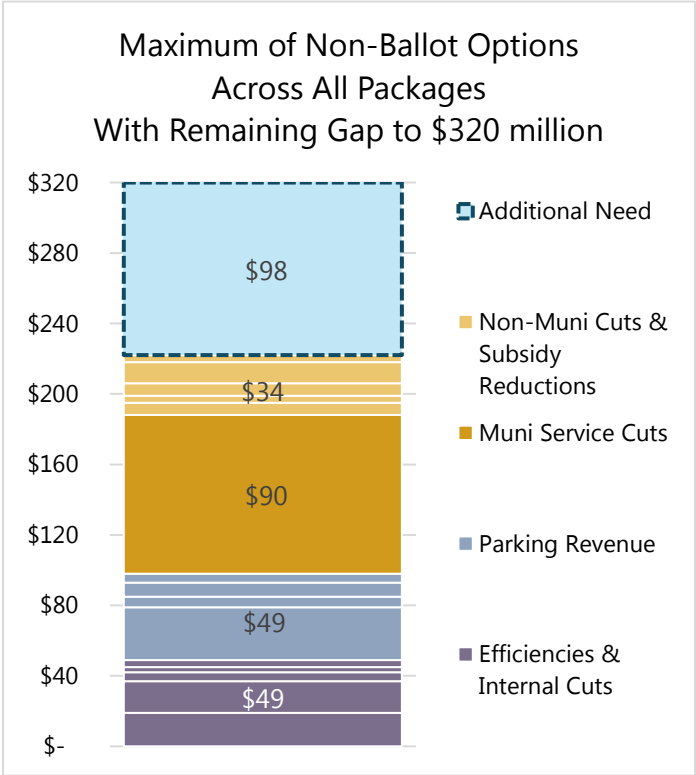 Maximum of Non-Ballot Options
Across All Packages
With Remaining Gap to $320 million
$320
$280
$240
$200
$160
$120
$80
$40
$-
$98
$34
$90
$49
$49
Additional Need
Non-Muni Cuts &
Subsidy
Reductions
Muni Service Cuts
Parking Revenue
Efficiencies &
Internal Cuts